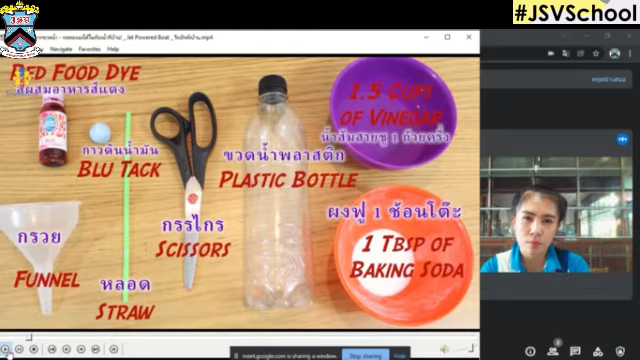 #JSVSchool
_ Jet Powered Boat _
.mp4
Navigate Favorites Help
RED FOOD DYE
สีผสมอาหารสีแดง
1.5 CUPS
OF VINEGAR
น้ำส้มสายชู 1 ถ้วยครึ่ง
กาวดินน้ำมัน
BLU TACK
ขวดน้ำพลาสติก
PLASTIC BOTTLE
กรวย
FUNNEL
หลอด
STRAW
กรรไกร
SCISSORS
ผงฟู 1 ช้อนโต๊ะ
1 TBSP OF
BAKING SODA
meet.google.com is sharing a window.
Stop sharing
Hide